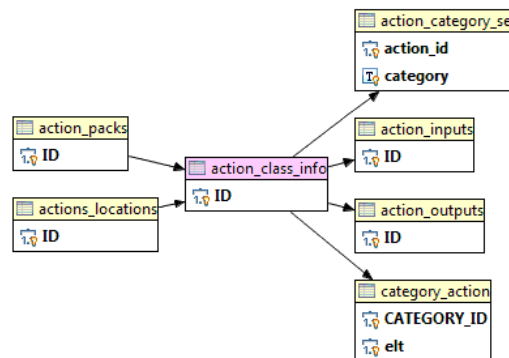 action_packs
ID
actions_locations
ID
action_class_info
ID
action_category_se
action_id
category
action_inputs
ID
action_outputs
ID
category_action
CATEGORY_ID
elt